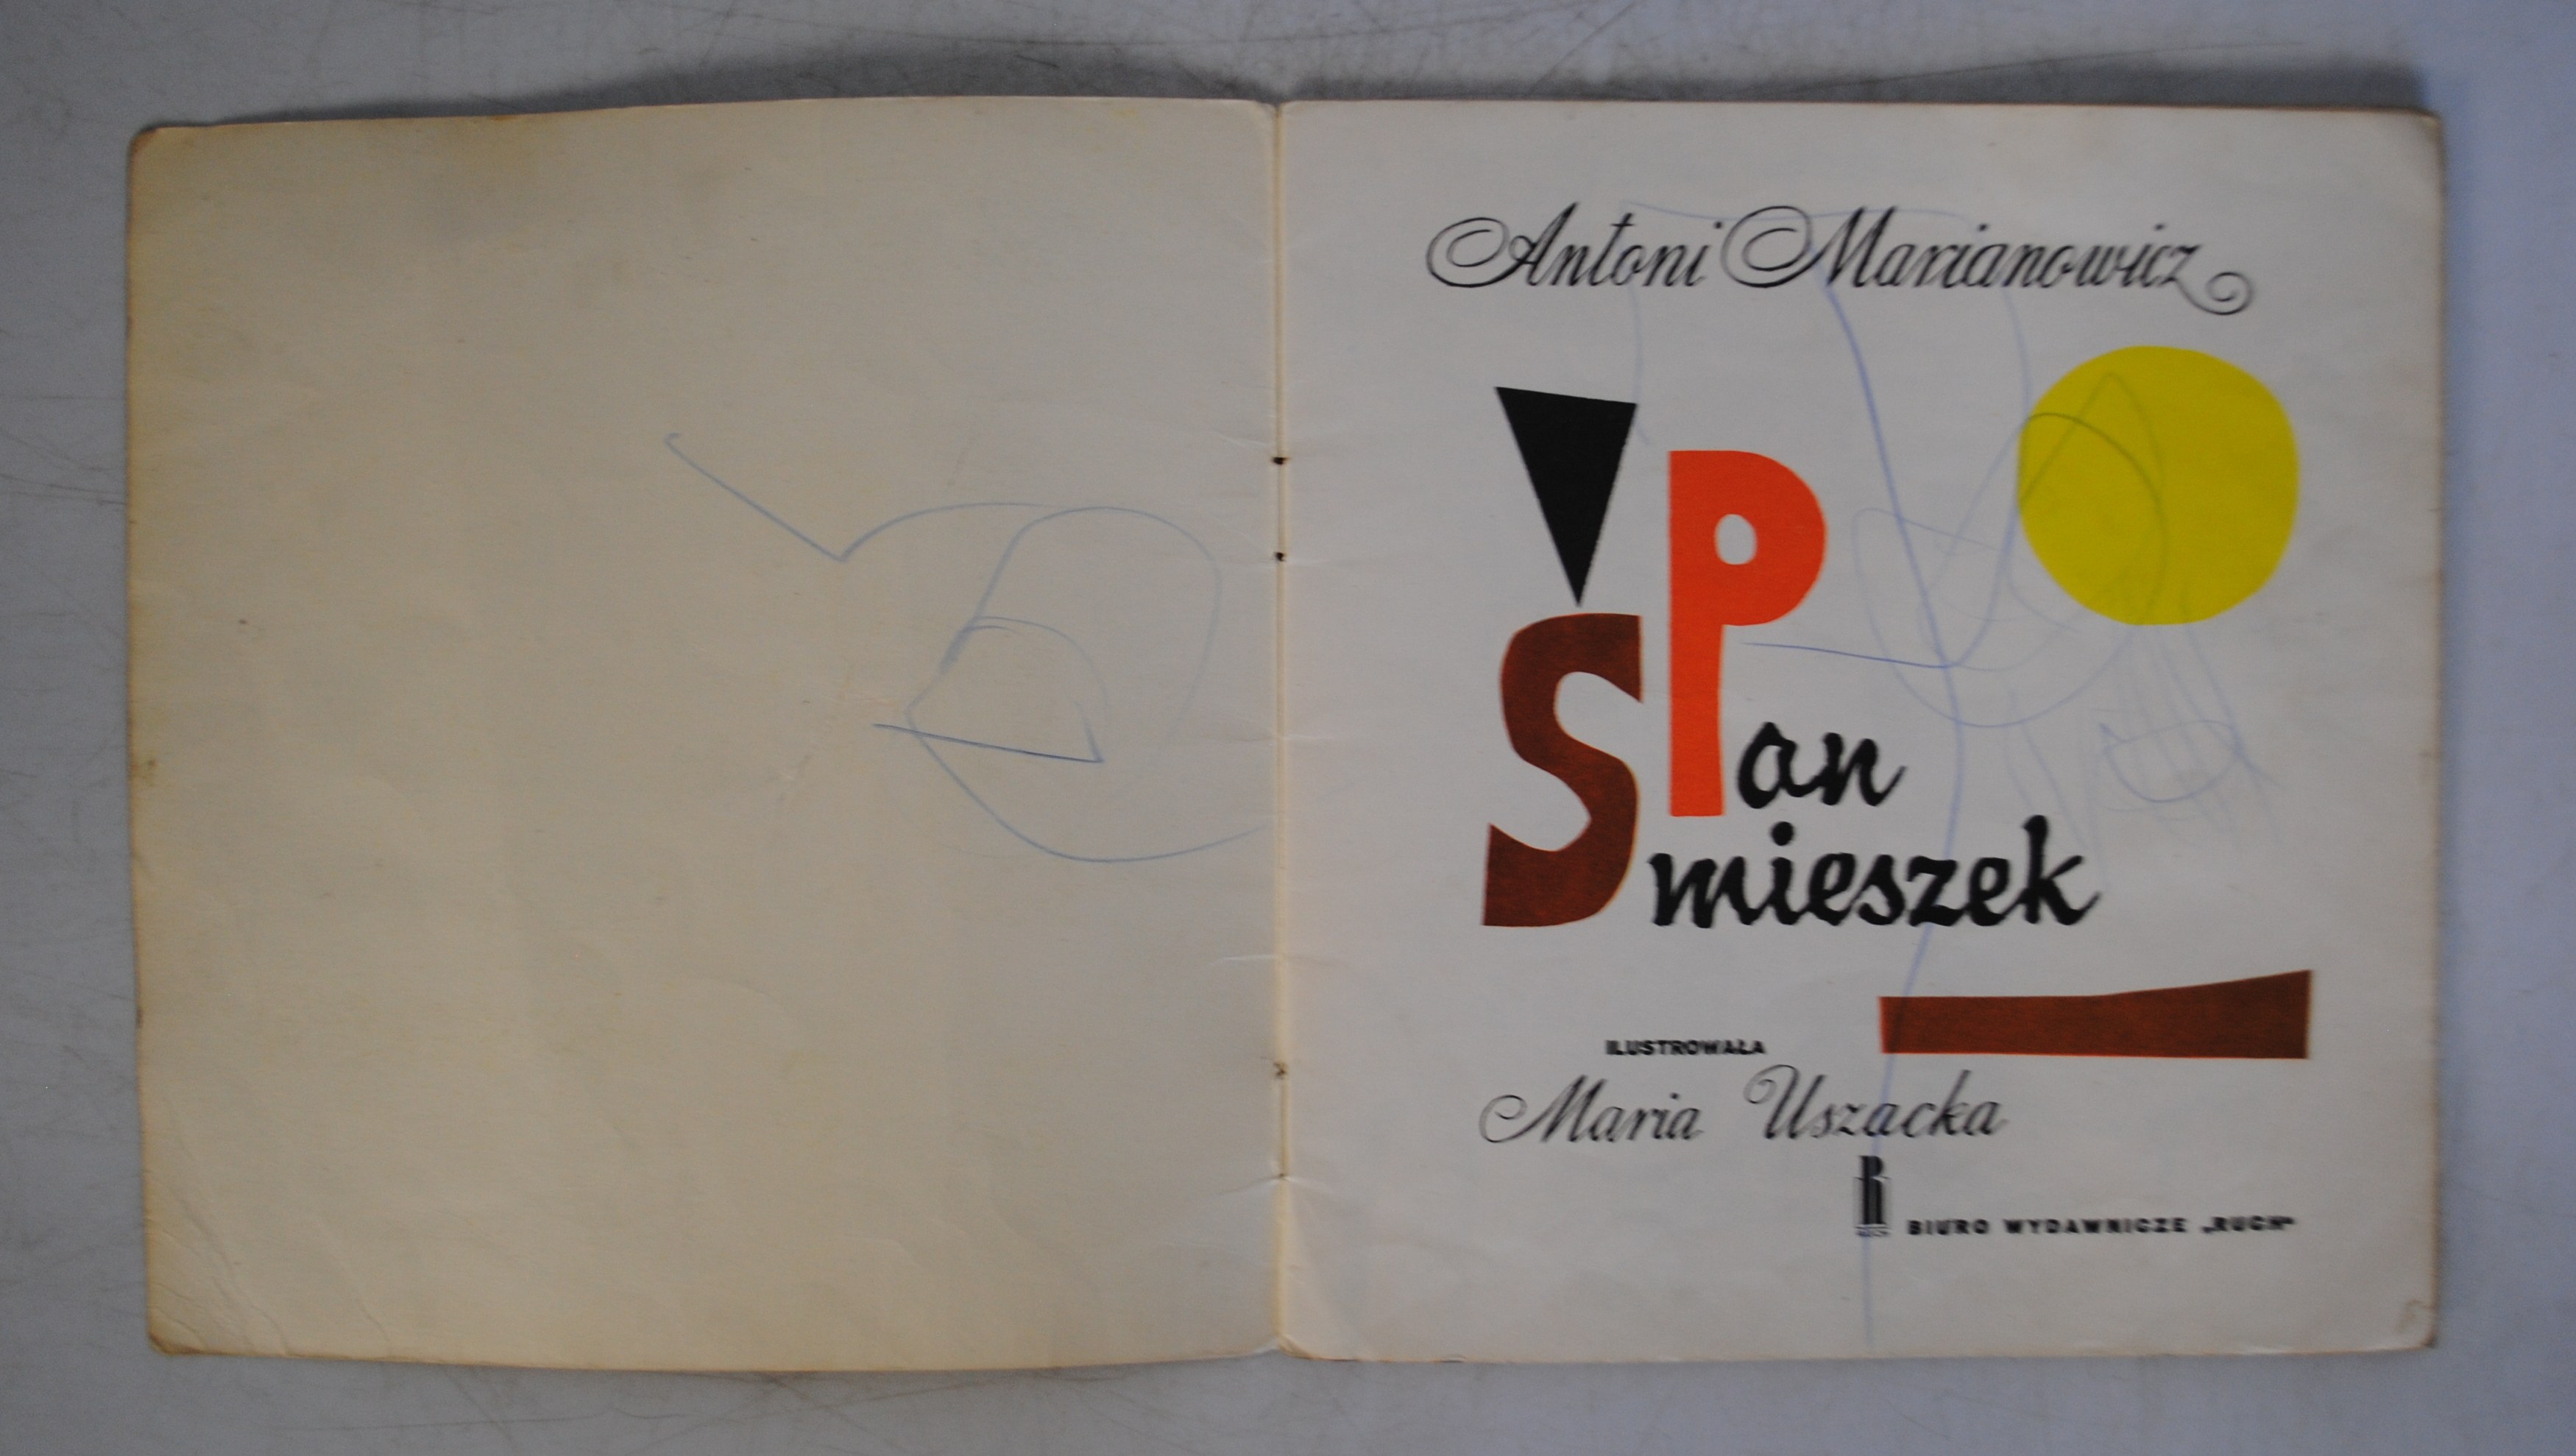 Antoni Marianowicz
Pan
Śmieszek
ILUSTROWAŁA
Maria Uszacka
BIURO WYDAWNICZE „RUCH”